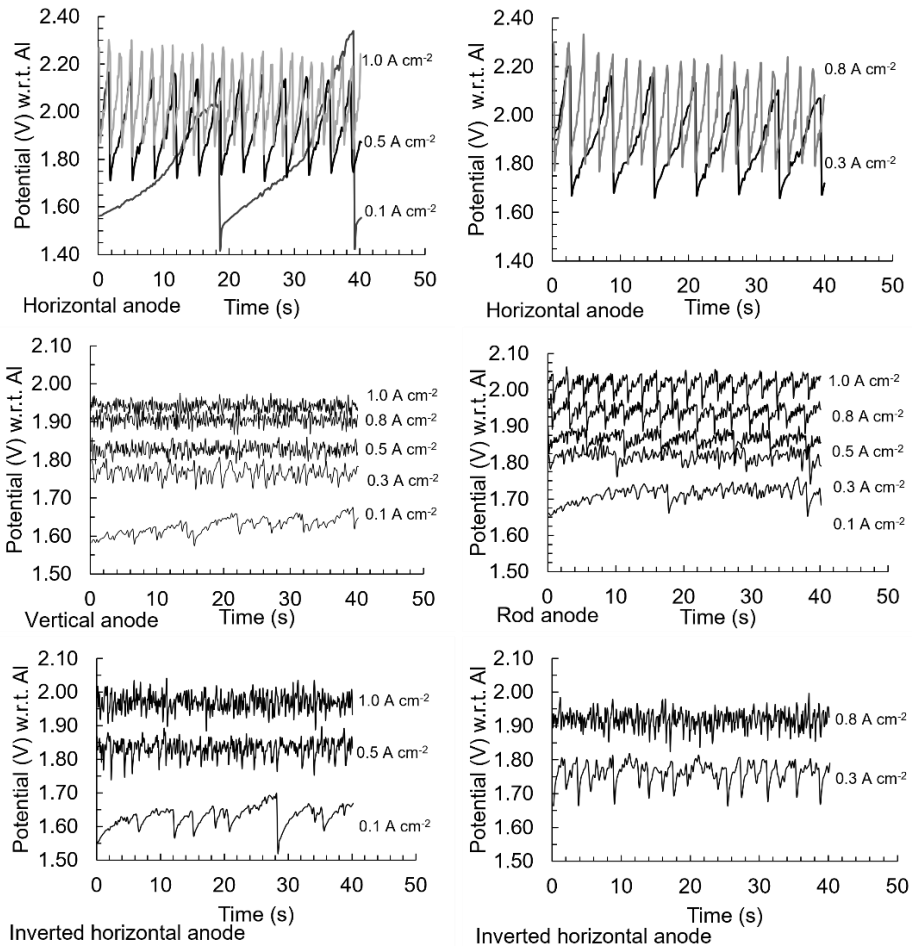 Potential (V) w.r.t. Al
2.40
2.20
2.00
1.80
1.60
1.40
1.0 A cm-2
0.5 A cm-2
0.1 A cm-2
0 10 20 30 40 50
Horizontal anode
Time (s)
Potential (V) w.r.t. Al
2.40
2.20
2.00
1.80
1.60
1.40
0.8 A cm-2
0.3 A cm-2
0 10 20 30 40 50
Horizontal anode
Time (s)
Potential (V) w.r.t. Al
2.10
2.00
1.90
1.80
1.70
1.60
1.50
1.0 A cm-2
0.8 A cm-2
0.5 A cm-2
0.3 A cm-2
0.1 A cm-2
0 10 20 30 40 50
Vertical anode
Time (s)
Potential (V) w.r.t. Al
2.10
2.00
1.90
1.80
1.70
1.60
1.50
1.0 A cm-2
0.8 A cm-2
0.5 A cm-2
0.3 A cm-2
0.1 A cm-2
0 10 20 30 40 50
Rod anode
Time (s)
Potential (V) w.r.t. Al
2.10
2.00
1.90
1.80
1.70
1.60
1.50
1.0 A cm-2
0.5 A cm-2
0.1 A cm-2
0 10 20 30 40 50
Time (s)
Inverted horizontal anode
Potential (V) w.r.t. Al
2.10
2.00
1.90
1.80
1.70
1.60
1.50
0.8 A cm-2
0.3 A cm-2
0 10 20 30 40 50
Time (s)
Inverted horizontal anode